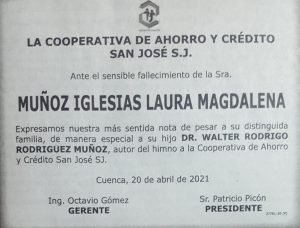 LA COOPERATIVA DE AHORRO Y CRÉDITO
SAN JOSÉ S.J.
Ante el sensible fallecimiento de la Sra.
MUÑOZ IGLESIAS LAURA MAGDALENA
Expresamos nuestra más sentida nota de pesar a su distinguida
familia, de manera especial a su hijo DR. WALTER RODRIGO
RODRIGUEZ MUÑOZ, autor del himno a la Cooperativa de Ahorro
y Crédito San José SJ.
Cuenca, 20 de abril de 2021
Ing. Octavio Gómez Sr. Patricio Picón
GERENTE PRESIDENTE